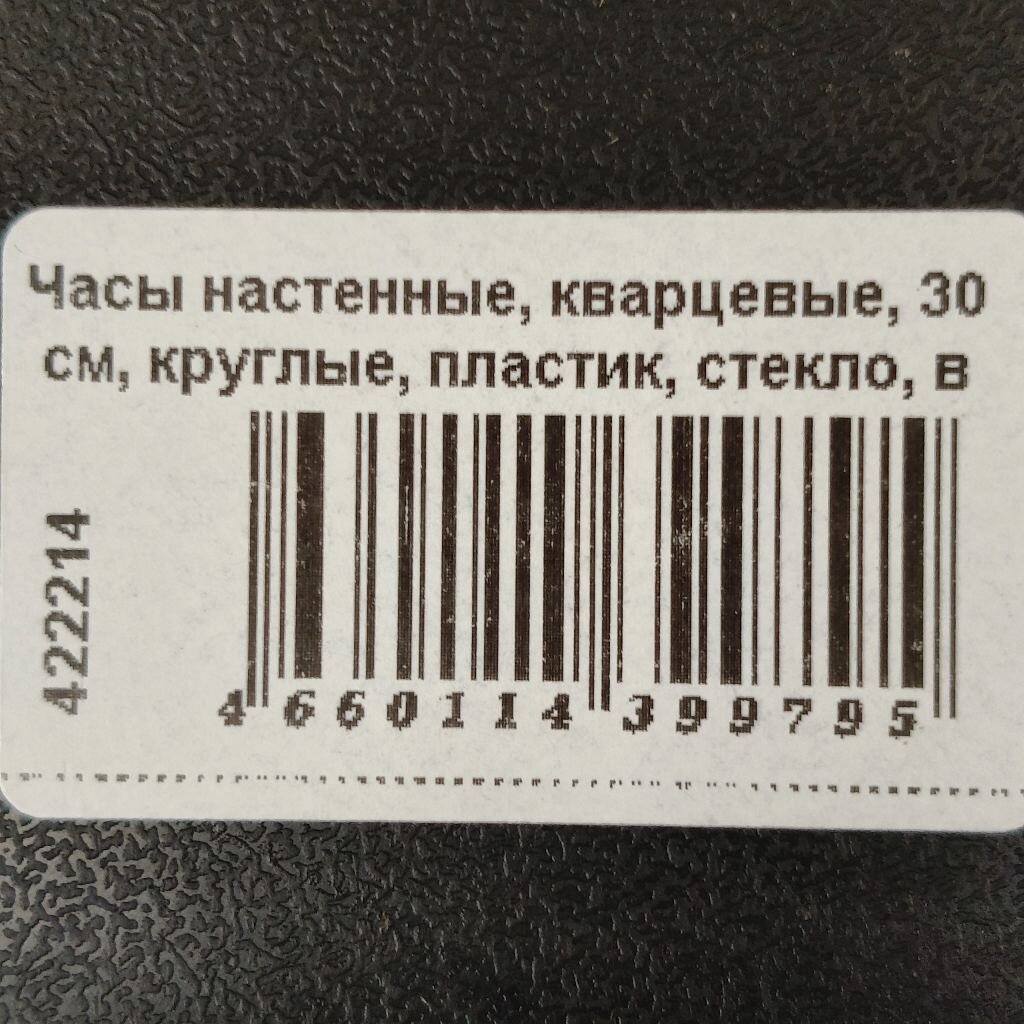 Часы настенные, кварцевые, 30
см, круглые, пластик, стекло, в
422214
4 660114 399795